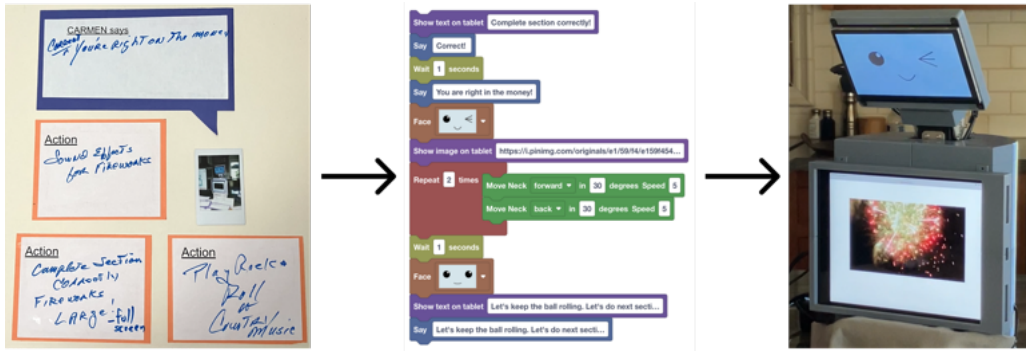 CARMEN says
Correct
You're Right on The money
Action
Sound Effects
for Fireworks
Action
Complete Section
Correctly
Fireworks
LARge! - full
screen
Action
Play Rock +
Roll
or
Country Music
Show text on tablet Complete section correctly!
Say Correct!
Wait 1 seconds
Say You are right in the money!
Face
Show image on tablet https://i.pinimg.com/originals/e1/59/f4/e159f454...
Repeat 2 times
Move Neck forward in 30 degrees Speed 5
Move Neck back in 30 degrees Speed 5
Wait 1 seconds
Face
Show text on tablet Let's keep the ball rolling. Let's do next secti...
Say Let's keep the ball rolling. Let's do next secti...